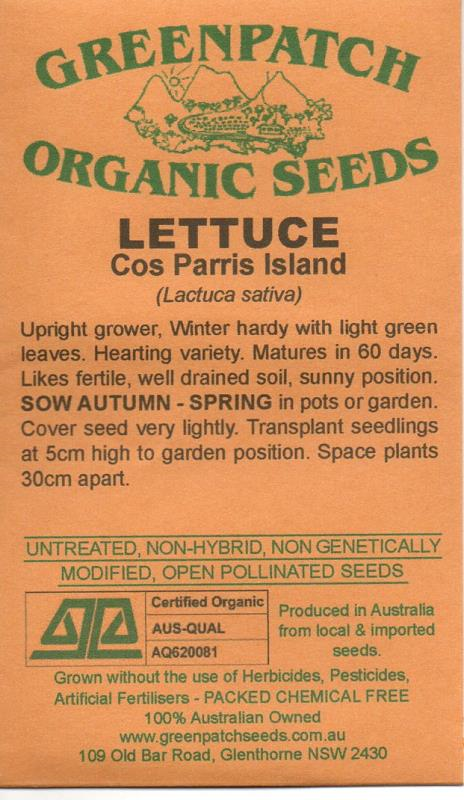 GREENPATCH
ORGANIC SEEDS
LETTUCE
Cos Parris Island
(Lactuca sativa)
Upright grower, Winter hardy with light green
leaves. Hearting variety. Matures in 60 days.
Likes fertile, well drained soil, sunny position.
SOW AUTUMN - SPRING in pots or garden.
Cover seed very lightly. Transplant seedlings
at 5cm high to garden position. Space plants
30cm apart.
UNTREATED, NON-HYBRID, NON GENETICALLY
MODIFIED, OPEN POLLINATED SEEDS
Certified Organic
AUS-QUAL
AQ620081
Produced in Australia
from local & imported
seeds.
Grown without the use of Herbicides, Pesticides,
Artificial Fertilisers - PACKED CHEMICAL FREE
100% Australian Owned
www.greenpatchseeds.com.au
109 Old Bar Road, Glenthorne NSW 2430